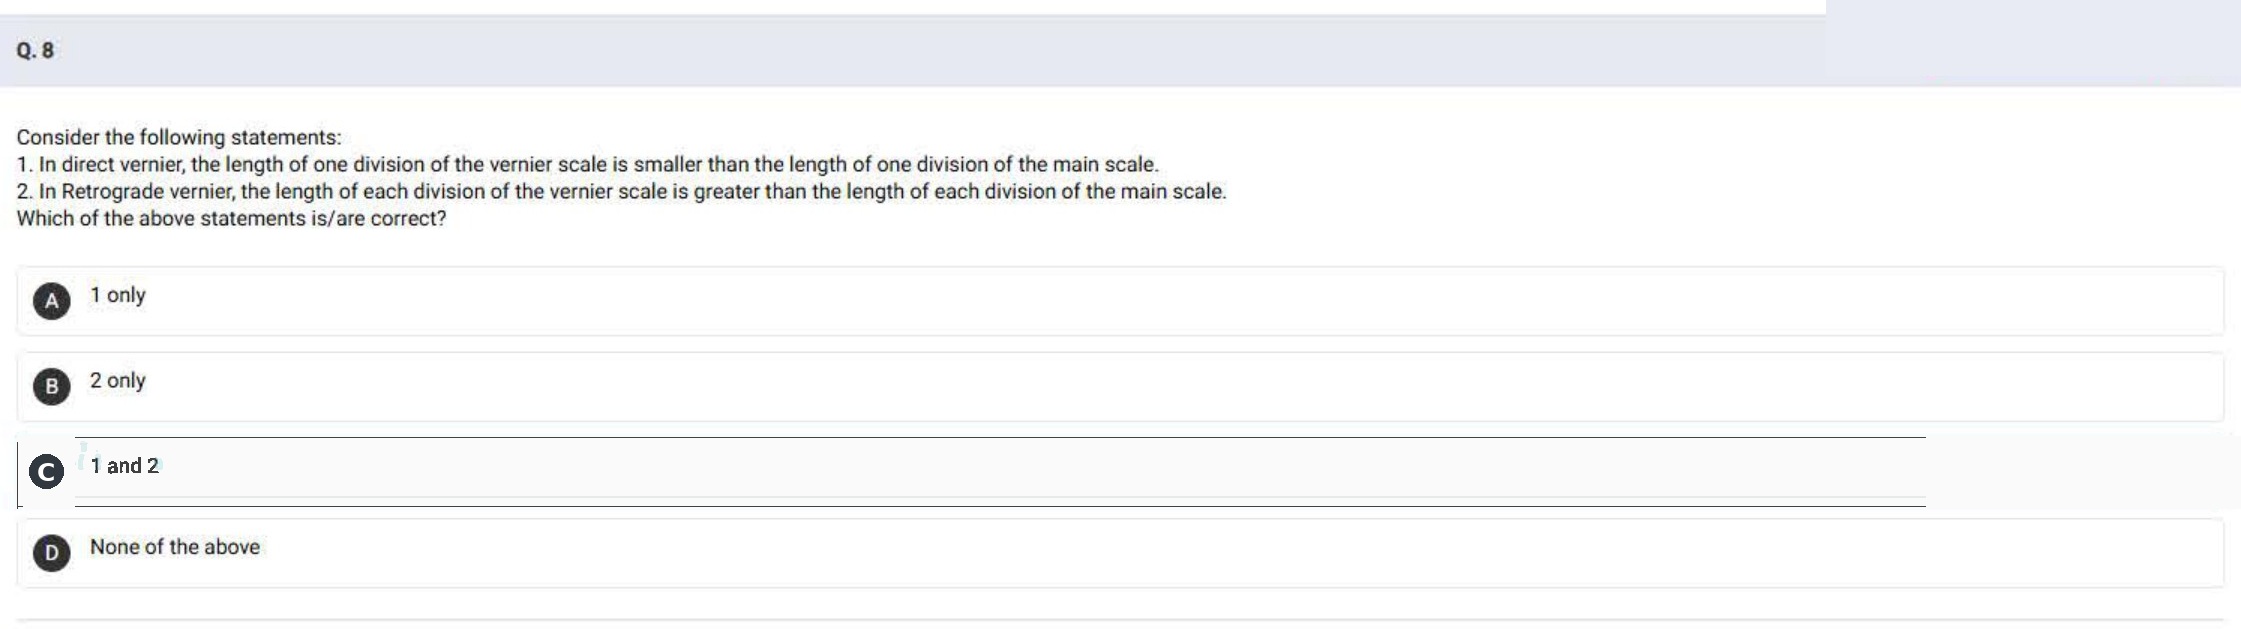 Q. 8
Consider the following statements:
1. In direct vernier, the length of one division of the vernier scale is smaller than the length of one division of the main scale.
2. In Retrograde vernier, the length of each division of the vernier scale is greater than the length of each division of the main scale.
Which of the above statements is/are correct?
A 1 only
B 2 only
C 1 and 2
D None of the above